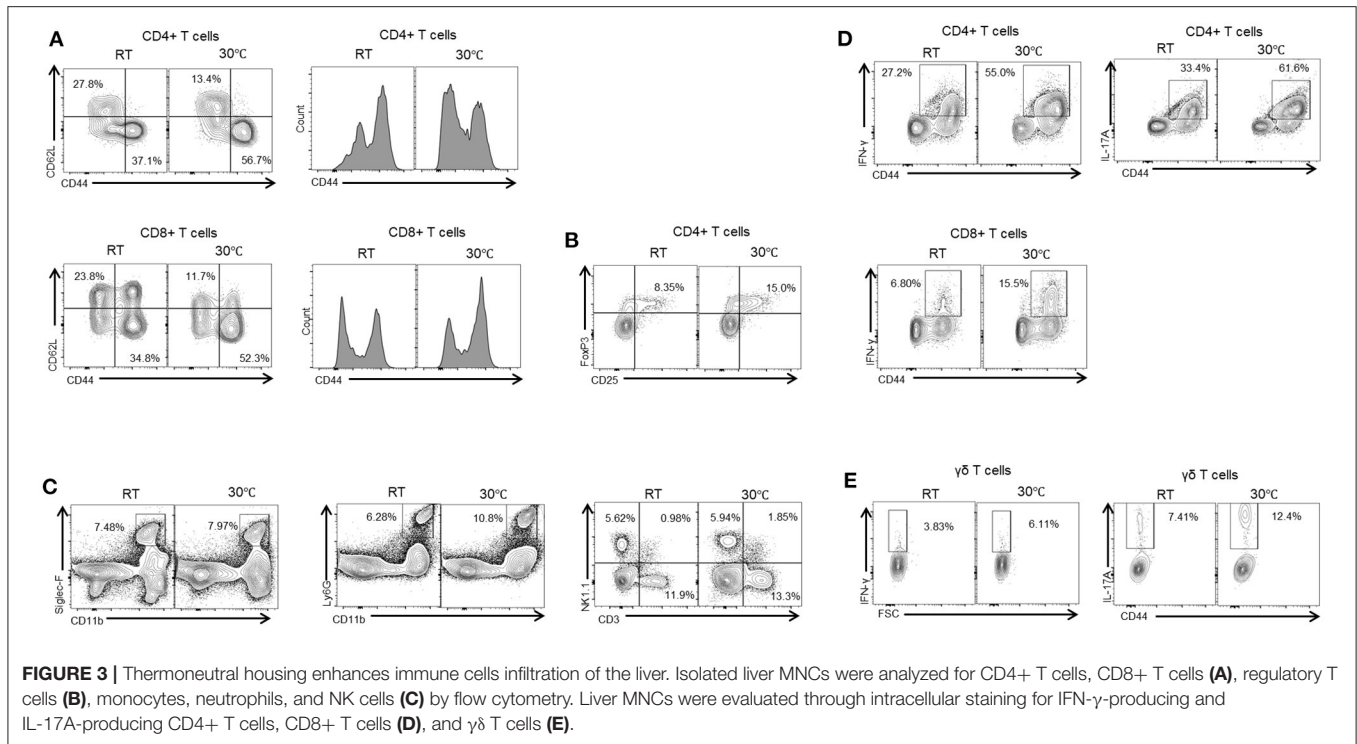 A
CD4+ T cells
RT
30°C
27.8%
13.4%
37.1%
56.7%
CD62L
CD44
CD4+ T cells
RT
30°C
Count
CD44
CD8+ T cells
RT
30°C
23.8%
11.7%
34.8%
52.3%
CD62L
CD44
CD8+ T cells
RT
30°C
Count
CD44
B
CD4+ T cells
RT
30°C
8.35%
15.0%
FoxP3
CD25
D
CD4+ T cells
RT
30°C
27.2%
55.0%
IFN-γ
CD44
CD4+ T cells
RT
30°C
33.4%
61.6%
IL-17A
CD44
CD8+ T cells
RT
30°C
6.80%
15.5%
IFN-γ
CD44
C
RT
30°C
7.48%
7.97%
Siglec-F
CD11b
RT
30°C
6.28%
10.8%
Ly6G
CD11b
RT
30°C
5.62%
0.98%
5.94%
1.85%
11.9%
13.3%
NK1.1
CD3
E
γδ T cells
RT
30°C
3.83%
6.11%
IFN-γ
FSC
γδ T cells
RT
30°C
7.41%
12.4%
IL-17A
CD44
FIGURE 3 | Thermoneutral housing enhances immune cells infiltration of the liver. Isolated liver MNCs were analyzed for CD4+ T cells, CD8+ T cells (A), regulatory T
cells (B), monocytes, neutrophils, and NK cells (C) by flow cytometry. Liver MNCs were evaluated through intracellular staining for IFN-γ-producing and
IL-17A-producing CD4+ T cells, CD8+ T cells (D), and γδ T cells (E).